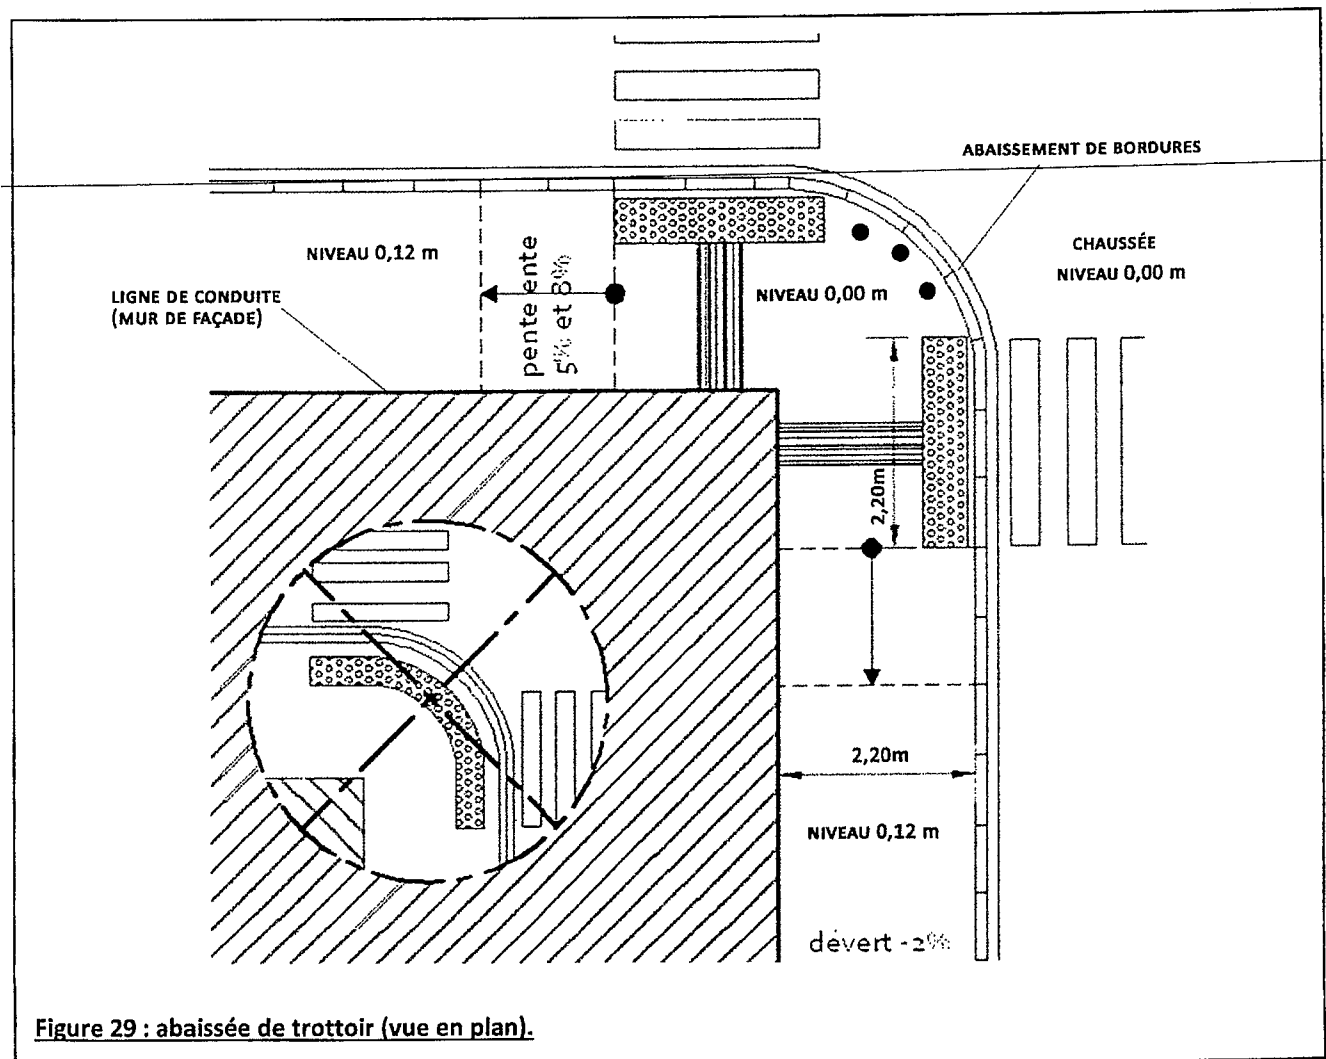 ABAISSEMENT DE BORDURES
CHAUSSÉE
NIVEAU 0,00 m
NIVEAU 0,12 m
LIGNE DE CONDUITE
(MUR DE FAÇADE)
pente ente
5% et 8%
NIVEAU 0,00 m
2,20m
2,20m
NIVEAU 0,12 m
dévert -2%
Figure 29 : abaissée de trottoir (vue en plan).